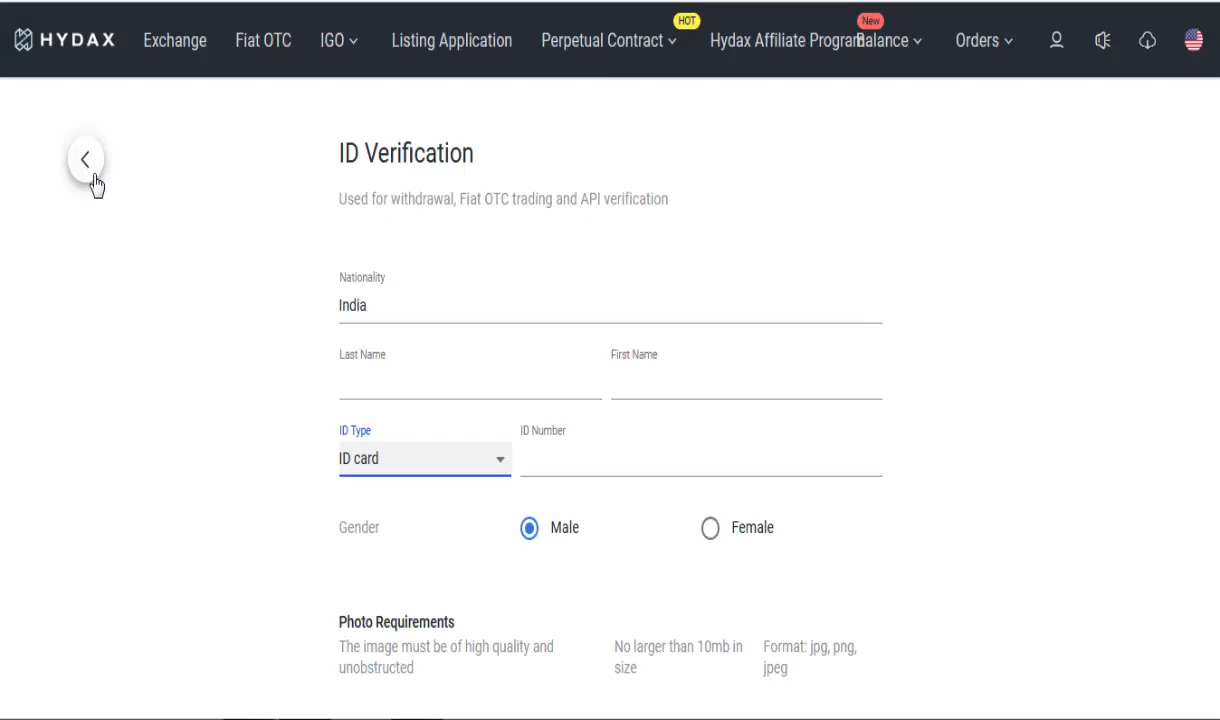 HOT
New
HYDAX Exchange Fiat OTC IGO Listing Application Perpetual Contract Hydax Affiliate Program Balance Orders
ID Verification
Used for withdrawal, Fiat OTC trading and API verification
Nationality
India
Last Name First Name
ID Type ID Number
ID card
Gender Male Female
Photo Requirements
The image must be of high quality and No larger than 10mb in Format: jpg, png,
unobstructed size jpeg